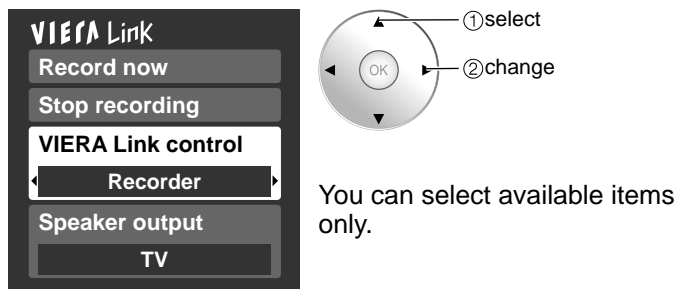 VIERA Link
Record now
Stop recording
VIERA Link control
Recorder
Speaker output
TV
①select
OK
②change
You can select available items
only.